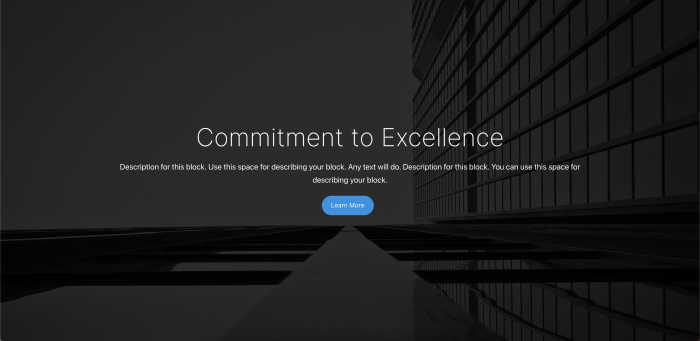 Commitment to Excellence
Description for this block. Use this space for describing your block. Any text will do. Description for this block. You can use this space for
describing your block.
Learn More